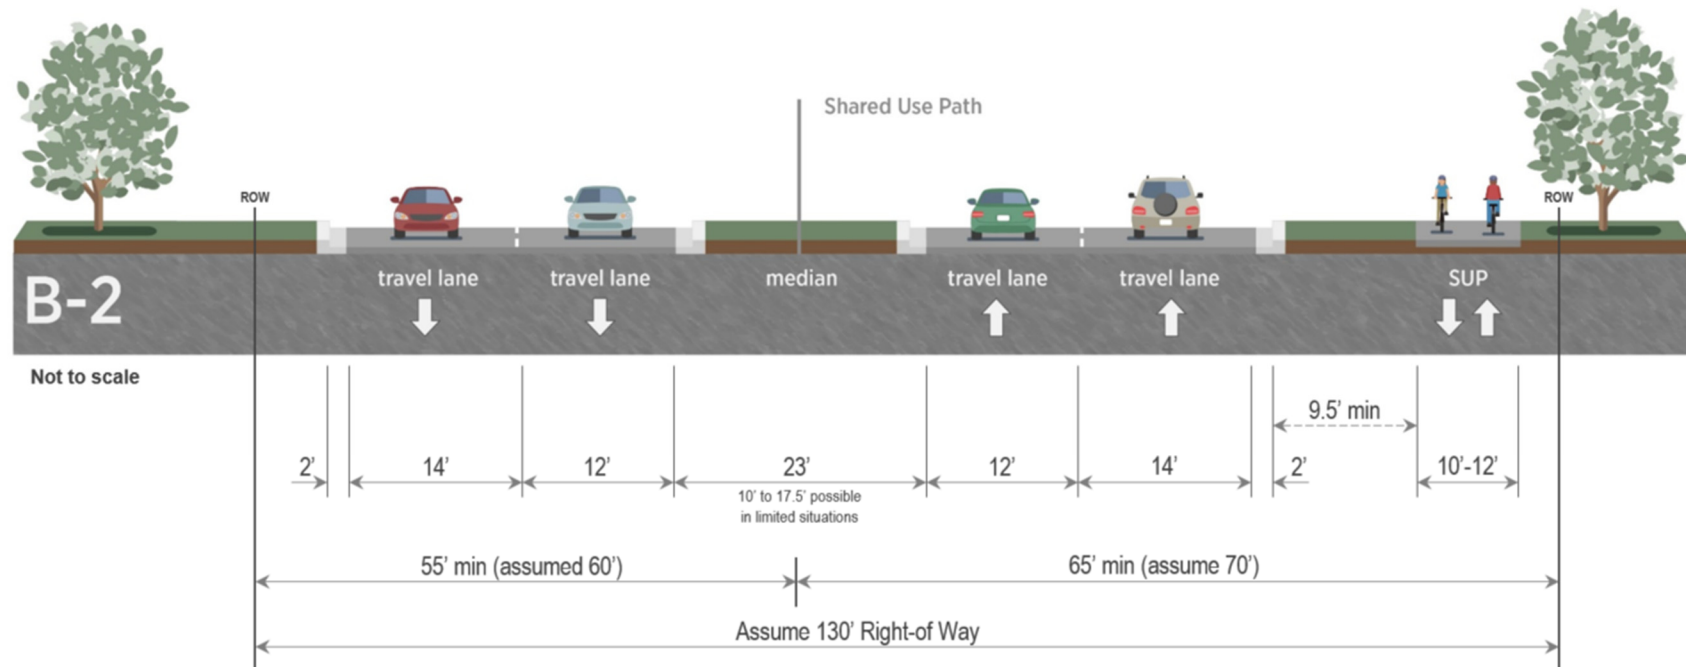 Shared Use Path
ROW
ROW
travel lane
travel lane
median
travel lane
travel lane
SUP
B-2
Not to scale
9.5’ min
2’
14’
12’
23’
12’
14’
2’
10’-12’
10’ to 17.5’ possible
in limited situations
55’ min (assumed 60’)
65’ min (assume 70’)
Assume 130’ Right-of Way